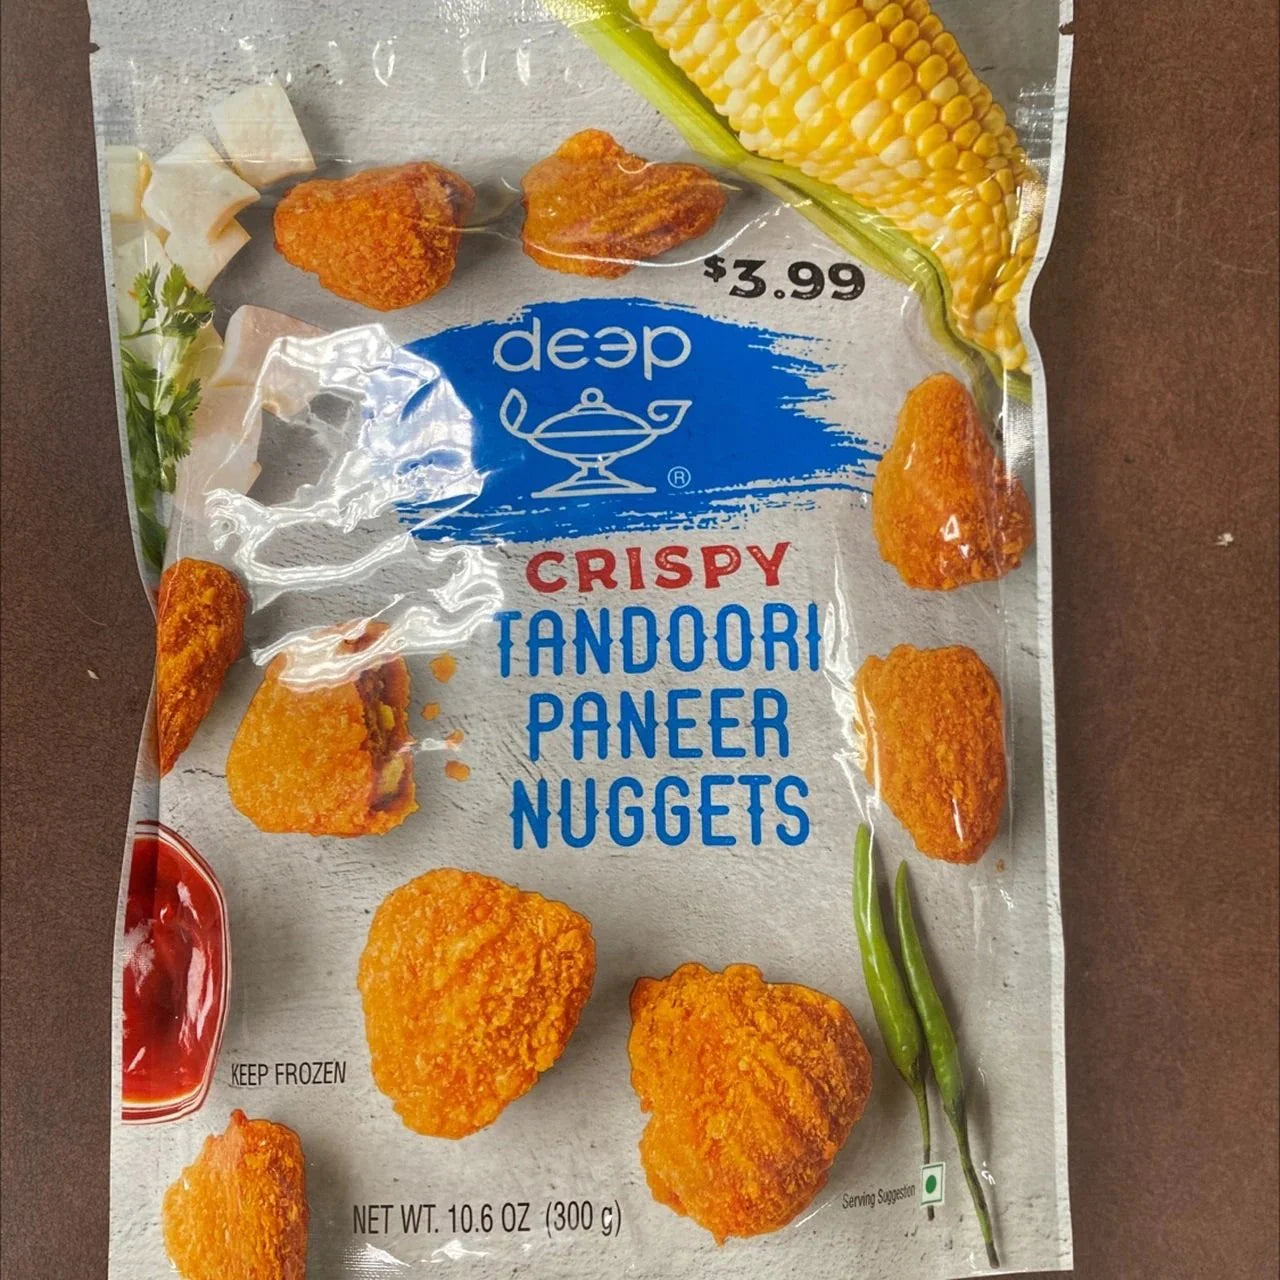 $3.99
deep
®
CRISPY
TANDOORI
PANEER
NUGGETS
KEEP FROZEN
NET WT. 10.6 OZ (300 g)
Serving Suggestion